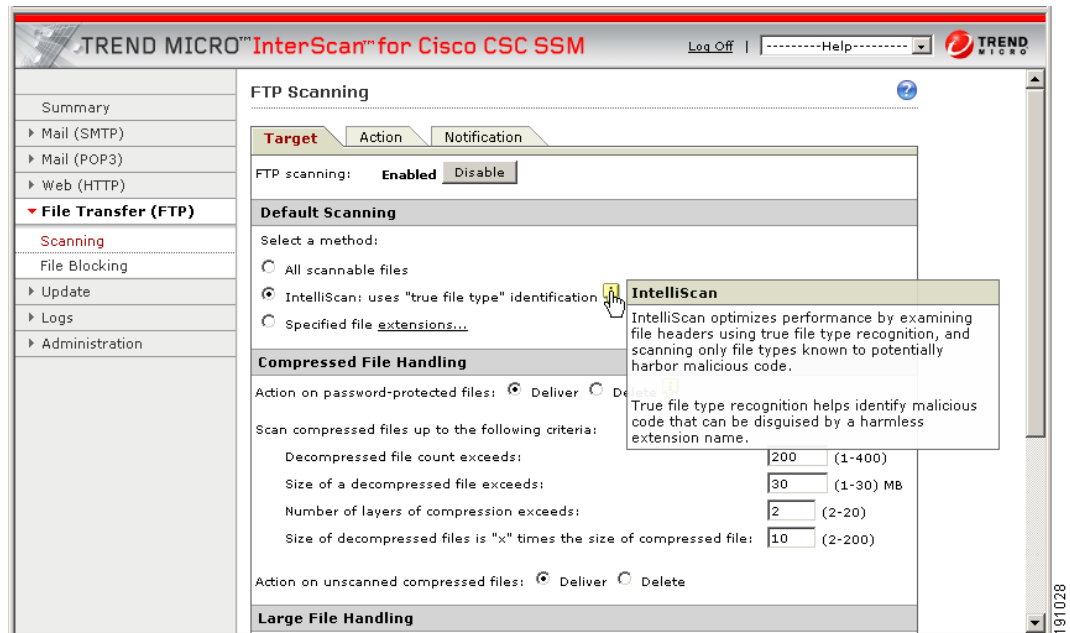 TREND MICRO™InterScan™for Cisco CSC SSM
Log Off | ---------Help---------
TREND
MICRO
Summary
Mail (SMTP)
Mail (POP3)
Web (HTTP)
File Transfer (FTP)
Scanning
File Blocking
Update
Logs
Administration
FTP Scanning
?
Target Action Notification
FTP scanning: Enabled Disable
Default Scanning
Select a method:
All scannable files
IntelliScan: uses "true file type" identification
Specified file extensions...
IntelliScan
IntelliScan optimizes performance by examining
file headers using true file type recognition, and
scanning only file types known to potentially
harbor malicious code.
True file type recognition helps identify malicious
code that can be disguised by a harmless
extension name.
Compressed File Handling
Action on password-protected files: Deliver Delete
Scan compressed files up to the following criteria:
Decompressed file count exceeds: 200 (1-400)
Size of a decompressed file exceeds: 30 (1-30) MB
Number of layers of compression exceeds: 2 (2-20)
Size of decompressed files is "x" times the size of compressed file: 10 (2-200)
Action on unscanned compressed files: Deliver Delete
Large File Handling
191028